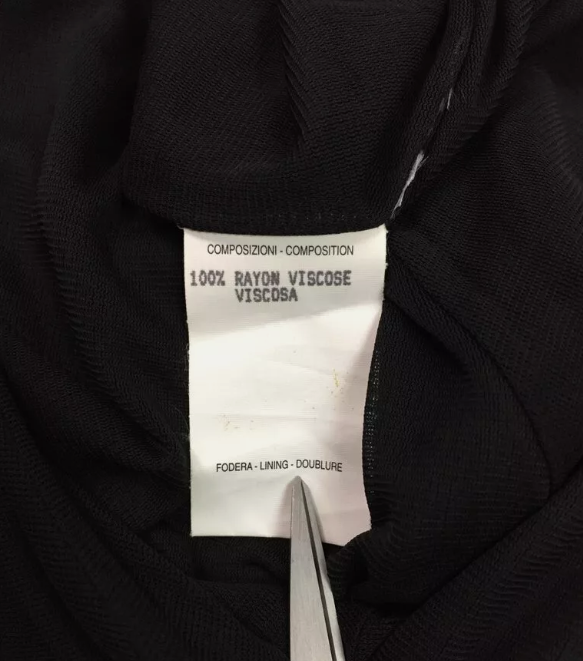 COMPOSIZIONI - COMPOSITION
100% RAYON VISCOSE
VISCOSA
FODERA - LINING - DOUBLURE